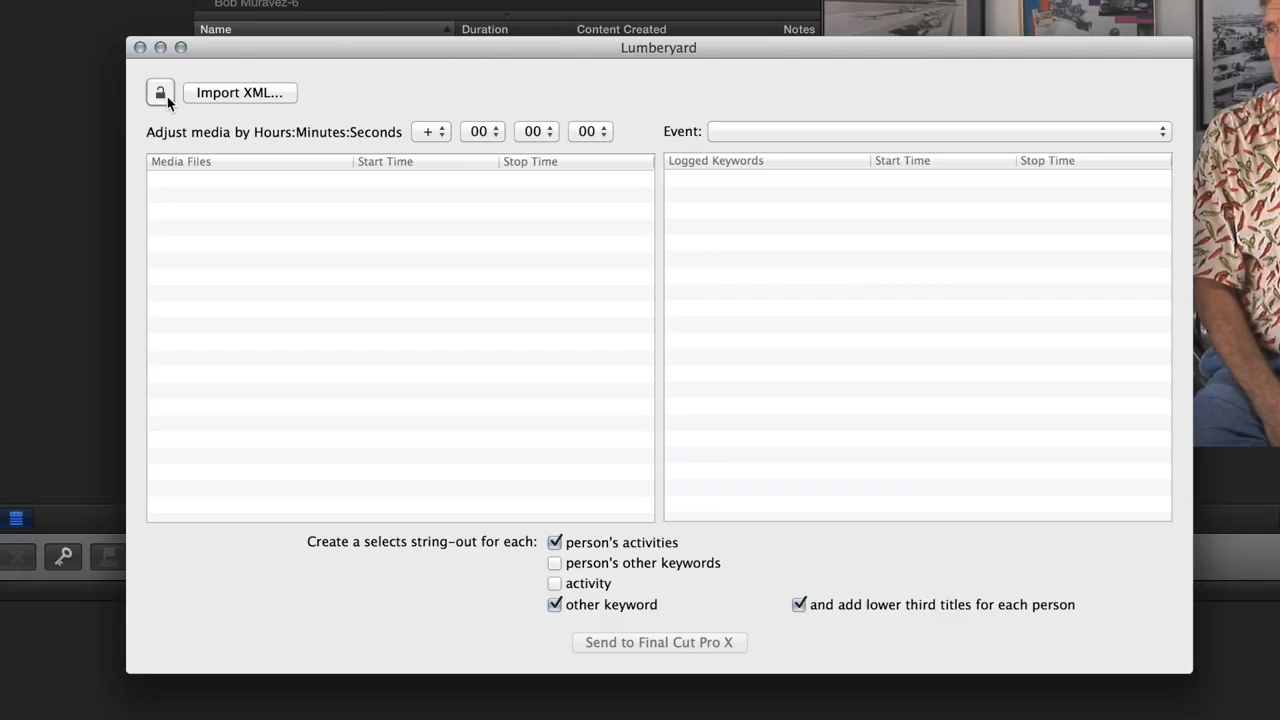 Bob Muravez-6
Name Duration Content Created Notes
Lumberyard
Import XML...
Adjust media by Hours:Minutes:Seconds + 00 00 00 Event:
Media Files Start Time Stop Time Logged Keywords Start Time Stop Time
Create a selects string-out for each: person's activities
person's other keywords
activity
other keyword and add lower third titles for each person
Send to Final Cut Pro X